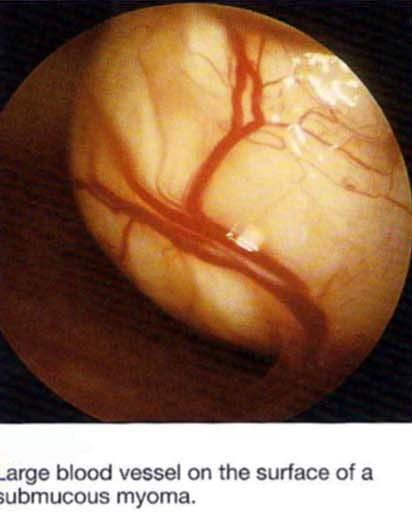 Large blood vessel on the surface of a
submucous myoma.